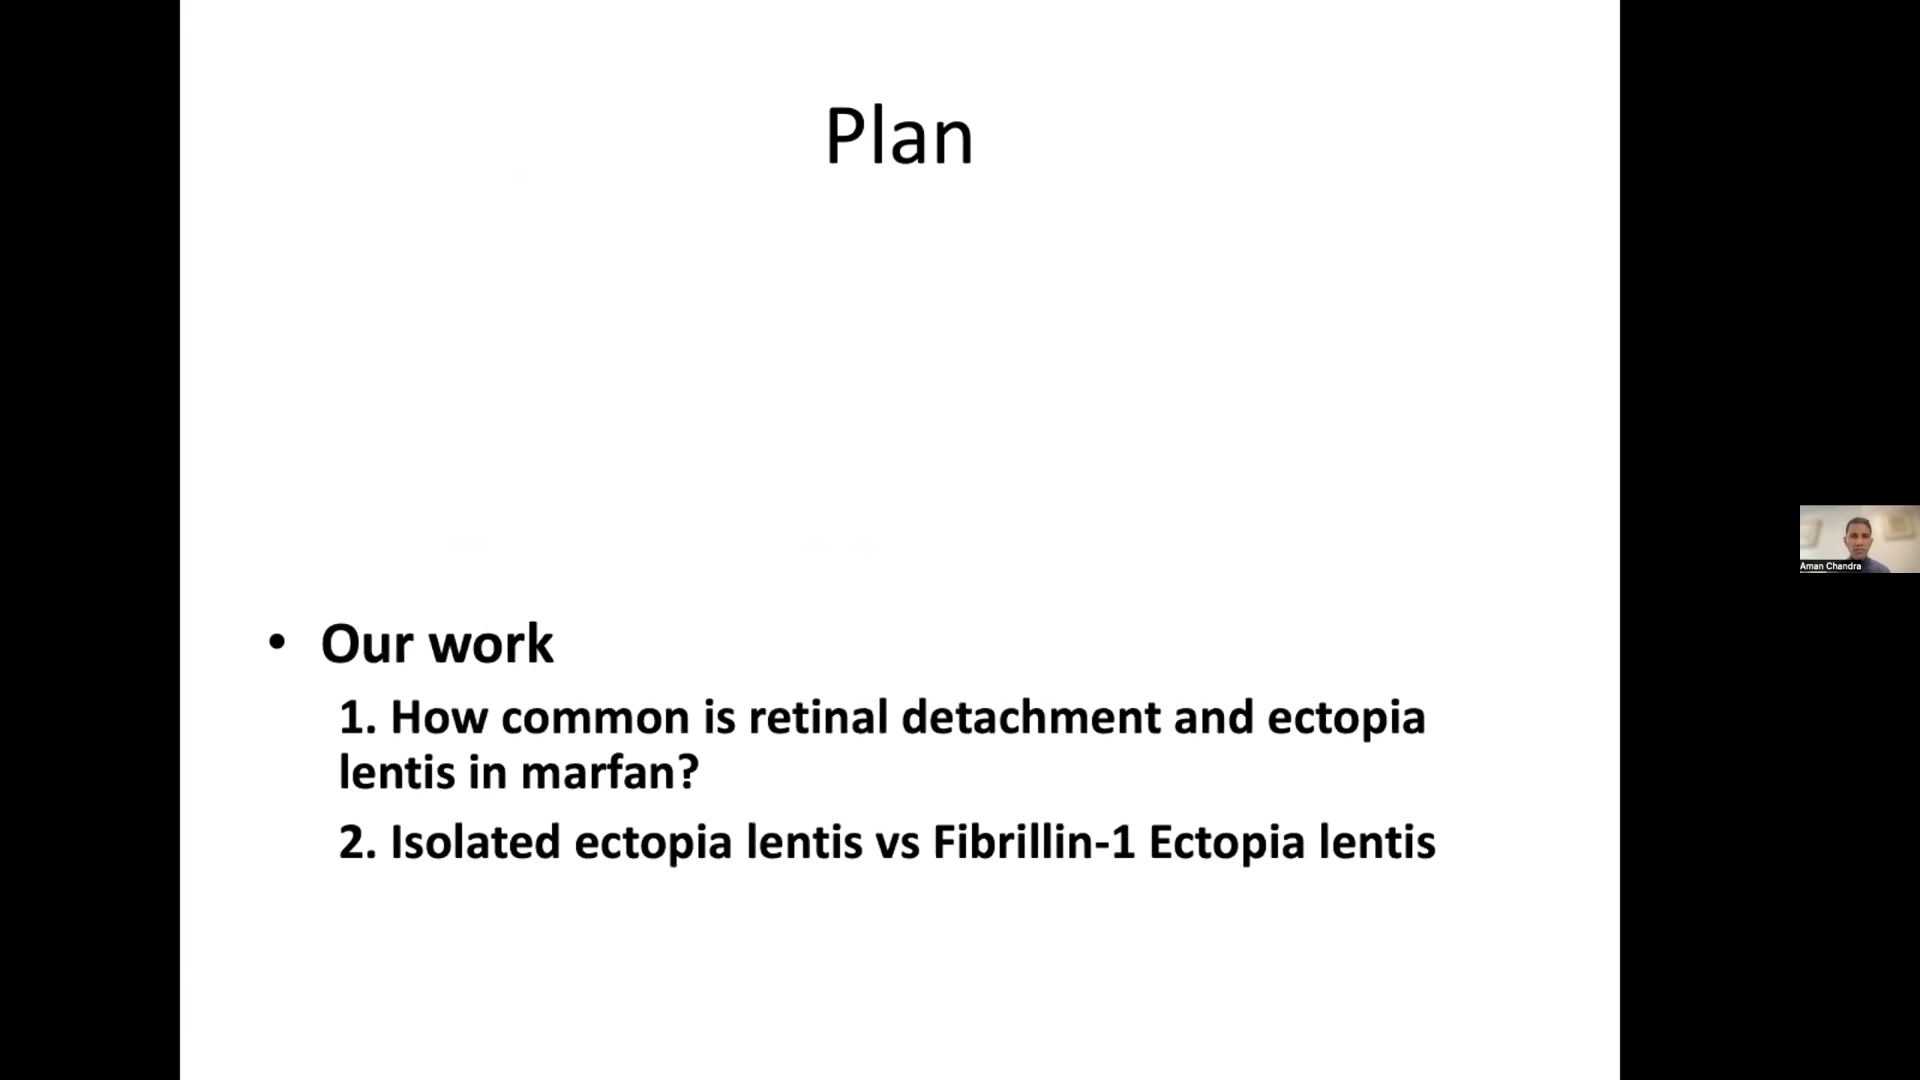 Plan
• Our work
1. How common is retinal detachment and ectopia
lentis in marfan?
2. Isolated ectopia lentis vs Fibrillin-1 Ectopia lentis
Aman Chandra